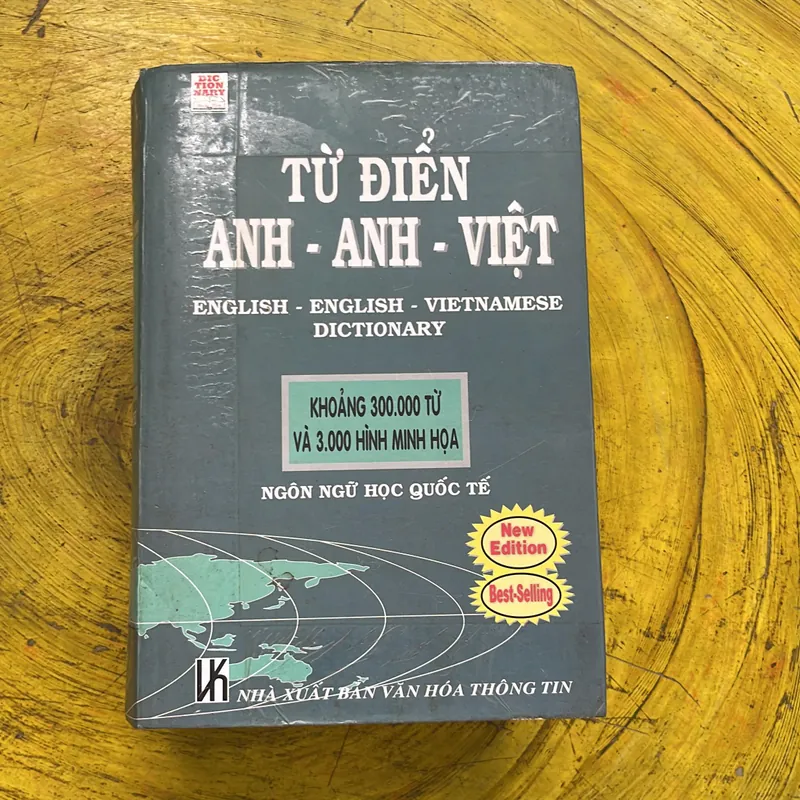 DIC
TION
NARY
TỪ ĐIỂN
ANH - ANH - VIỆT
ENGLISH - ENGLISH - VIETNAMESE
DICTIONARY
KHOẢNG 300.000 TỪ
VÀ 3.000 HÌNH MINH HỌA
NGÔN NGỮ HỌC QUỐC TẾ
New
Edition
Best-Selling
NHÀ XUẤT BẢN VĂN HÓA THÔNG TIN